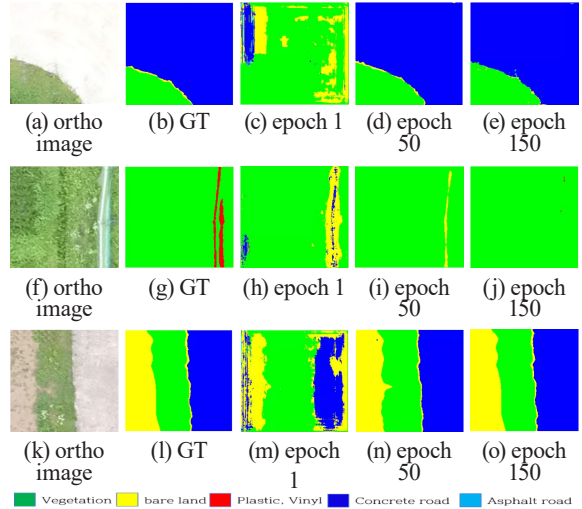 (a) ortho image
(b) GT
(c) epoch 1
(d) epoch 50
(e) epoch 150
(f) ortho image
(g) GT
(h) epoch 1
(i) epoch 50
(j) epoch 150
(k) ortho image
(l) GT
(m) epoch 1
(n) epoch 50
(o) epoch 150
Vegetation
bare land
Plastic, Vinyl
Concrete road
Asphalt road